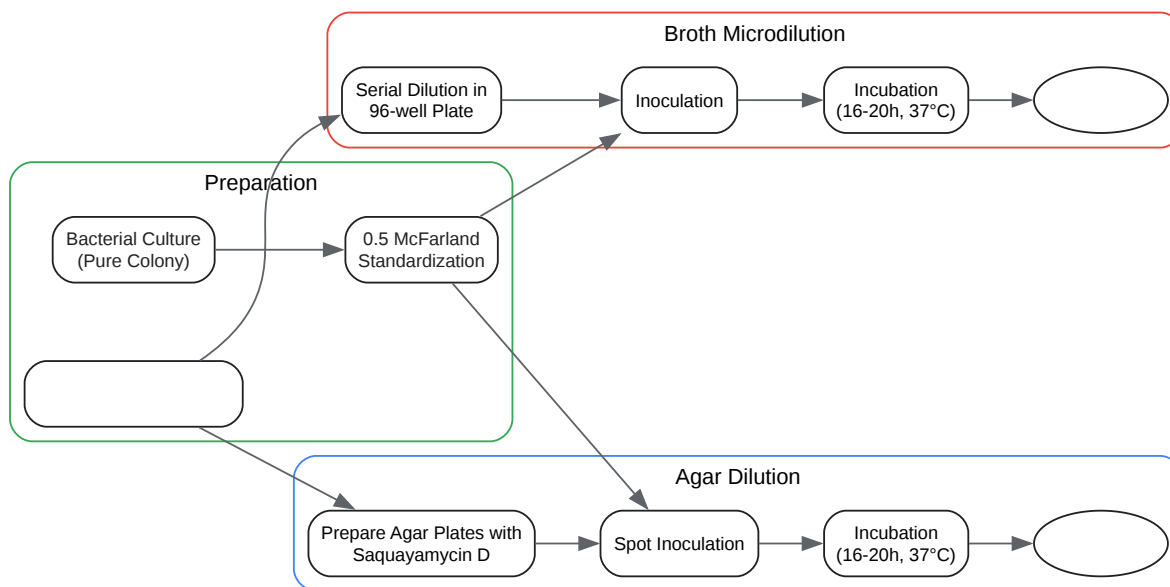 Broth Microdilution
Serial Dilution in
96-well Plate
Inoculation
Incubation
(16-20h, 37°C)
Preparation
Bacterial Culture
(Pure Colony)
0.5 McFarland
Standardization
Agar Dilution
Prepare Agar Plates with
Saquayamycin D
Spot Inoculation
Incubation
(16-20h, 37°C)